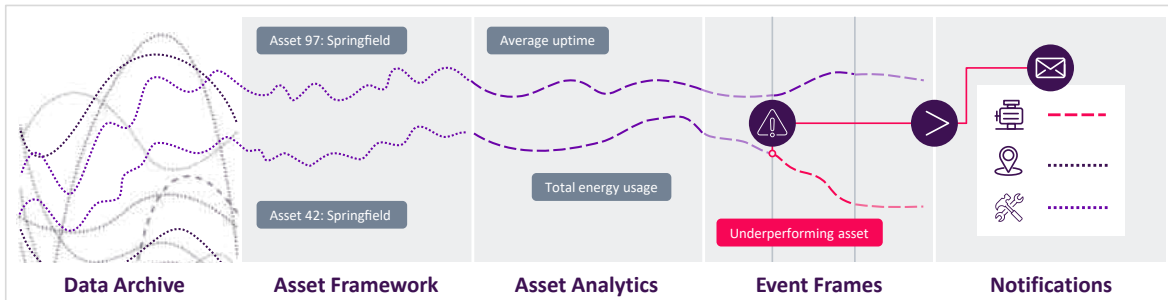 Asset 97: Springfield
Average uptime
Total energy usage
Asset 42: Springfield
Underperforming asset
Data Archive
Asset Framework
Asset Analytics
Event Frames
Notifications